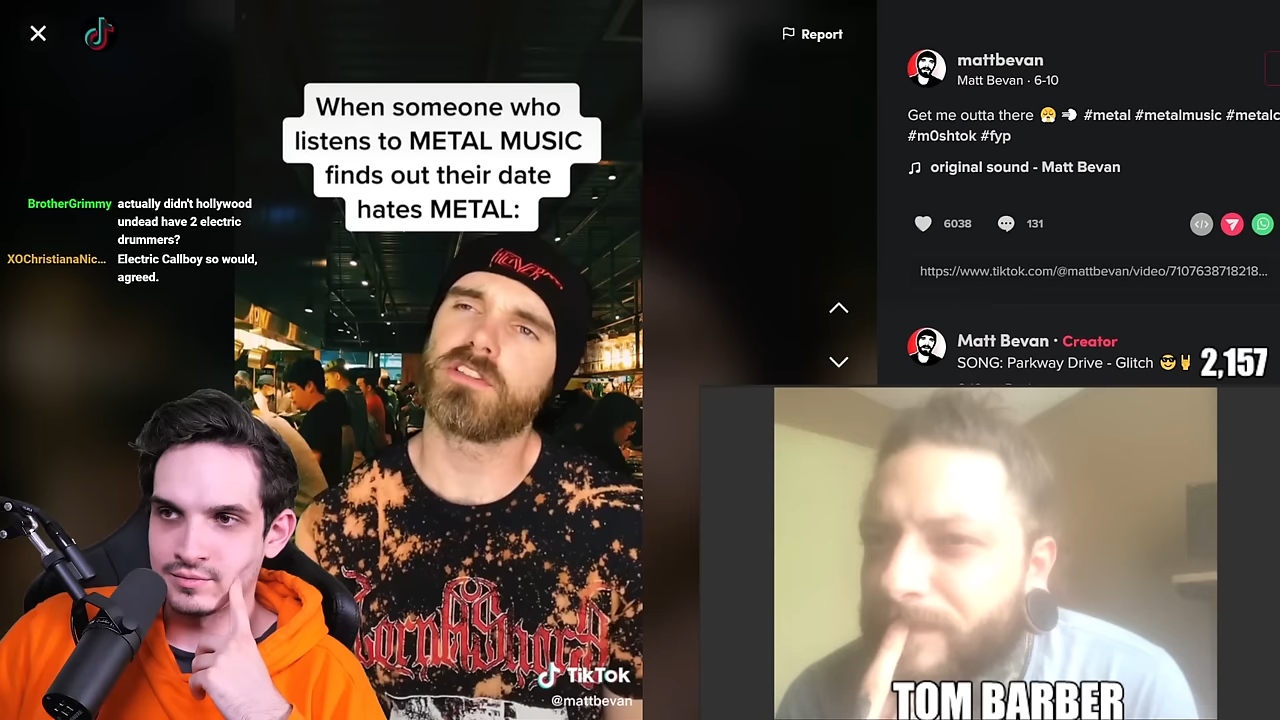 Report
When someone who
listens to METAL MUSIC
finds out their date
hates METAL:
BrotherGrimmy actually didn't hollywood
undead have 2 electric
drummers?
XOChristianaNic... Electric Callboy so would,
agreed.
TikTok
@mattbevan
mattbevan
Matt Bevan · 6-10
Get me outta there 😮‍💨 #metal #metalmusic #metalc
#m0shtok #fyp
original sound - Matt Bevan
6038
131
https://www.tiktok.com/@mattbevan/video/7107638718218...
Matt Bevan · Creator
SONG: Parkway Drive - Glitch 😎🤘
2,157
TOM BARBER